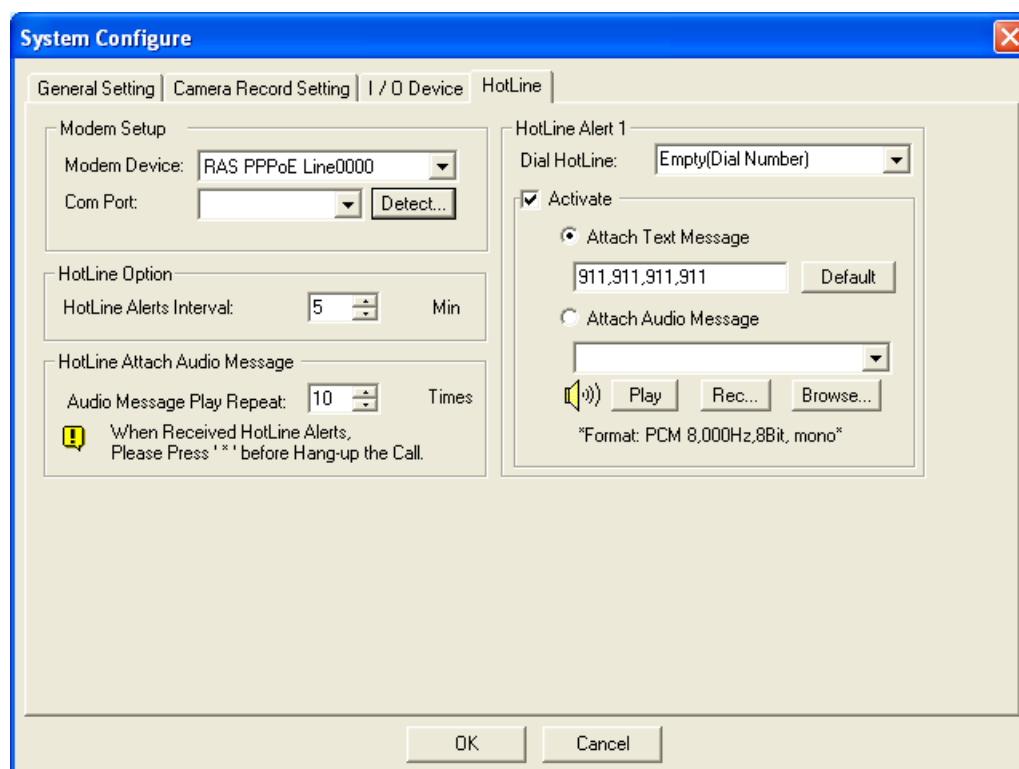 System Configure
General Setting
Camera Record Setting
I / O Device
HotLine
Modem Setup
Modem Device: RAS PPPoE Line0000
Com Port: Detect...
HotLine Option
HotLine Alerts Interval: 5 Min
HotLine Attach Audio Message
Audio Message Play Repeat: 10 Times
When Received HotLine Alerts,
Please Press ' * ' before Hang-up the Call.
HotLine Alert 1
Dial HotLine: Empty(Dial Number)
Activate
Attach Text Message
911,911,911,911 Default
Attach Audio Message
Play Rec... Browse...
*Format: PCM 8,000Hz,8Bit, mono*
OK Cancel